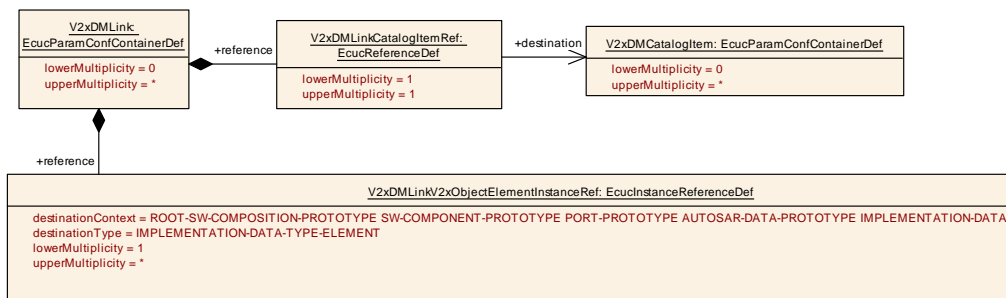 V2xDMLink:
EcucParamConfContainerDef
lowerMultiplicity = 0
upperMultiplicity = *
+reference
V2xDMLinkCatalogItemRef:
EcucReferenceDef
lowerMultiplicity = 1
upperMultiplicity = 1
+destination
V2xDMCatalogItem: EcucParamConfContainerDef
lowerMultiplicity = 0
upperMultiplicity = *
+reference
V2xDMLinkV2xObjectElementInstanceRef: EcucInstanceReferenceDef
destinationContext = ROOT-SW-COMPOSITION-PROTOTYPE SW-COMPONENT-PROTOTYPE PORT-PROTOTYPE AUTOSAR-DATA-PROTOTYPE IMPLEMENTATION-DATA
destinationType = IMPLEMENTATION-DATA-TYPE-ELEMENT
lowerMultiplicity = 1
upperMultiplicity = *